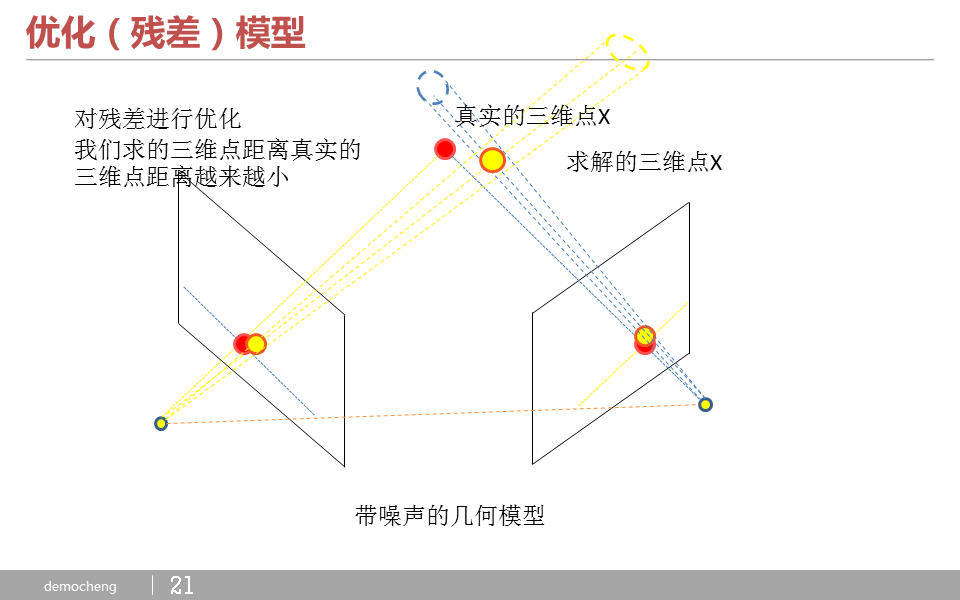 优化（残差）模型
对残差进行优化
我们求的三维点距离真实的
三维点距离越来越小
真实的三维点X
求解的三维点X
带噪声的几何模型
democheng
21